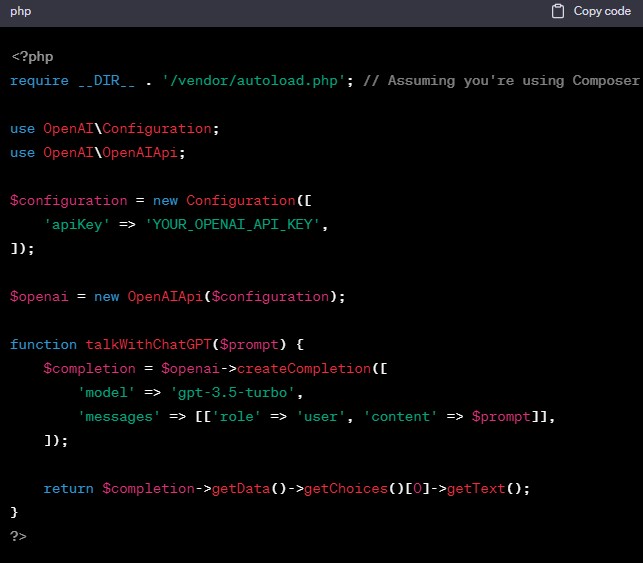 php
Copy code
<?php
require __DIR__ . '/vendor/autoload.php'; // Assuming you're using Composer
use OpenAI\Configuration;
use OpenAI\OpenAIApi;
$configuration = new Configuration([
    'apiKey' => 'YOUR_OPENAI_API_KEY',
]);
$openai = new OpenAIApi($configuration);
function talkWithChatGPT($prompt) {
    $completion = $openai->createCompletion([
        'model' => 'gpt-3.5-turbo',
        'messages' => [['role' => 'user', 'content' => $prompt]],
    ]);
    return $completion->getData()->getChoices()[0]->getText();
}
?>